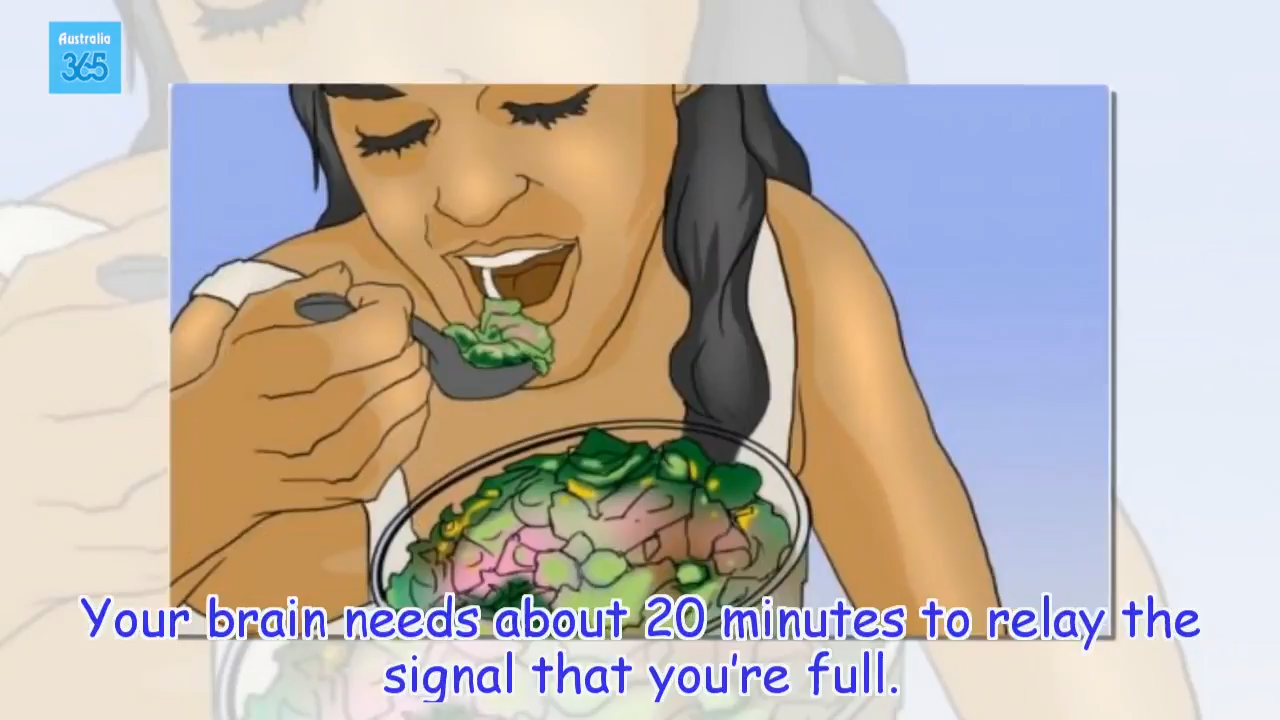 Australia
365
Your brain needs about 20 minutes to relay the
signal that you're full.